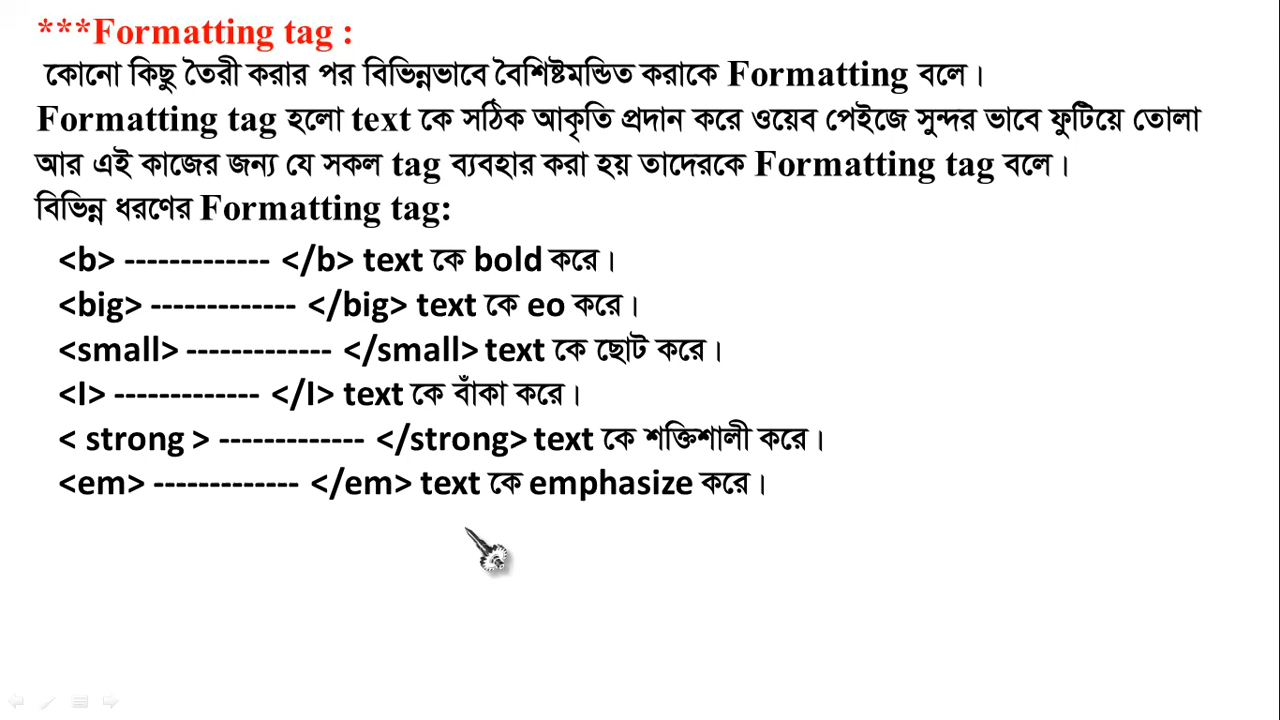 ***Formatting tag :
কোনো কিছু তৈরী করার পর বিভিন্নভাবে বৈশিষ্টমন্ডিত করাকে Formatting বলে।
Formatting tag হলো text কে সঠিক আকৃতি প্রদান করে ওয়েব পেইজে সুন্দর ভাবে ফুটিয়ে তোলা
আর এই কাজের জন্য যে সকল tag ব্যবহার করা হয় তাদেরকে Formatting tag বলে।
বিভিন্ন ধরণের Formatting tag:
<b> ------------- </b> text কে bold করে।
<big> ------------- </big> text কে eo করে।
<small> ------------- </small> text কে ছোট করে।
<I> ------------- </I> text কে বাঁকা করে।
< strong > ------------- </strong> text কে শক্তিশালী করে।
<em> ------------- </em> text কে emphasize করে।